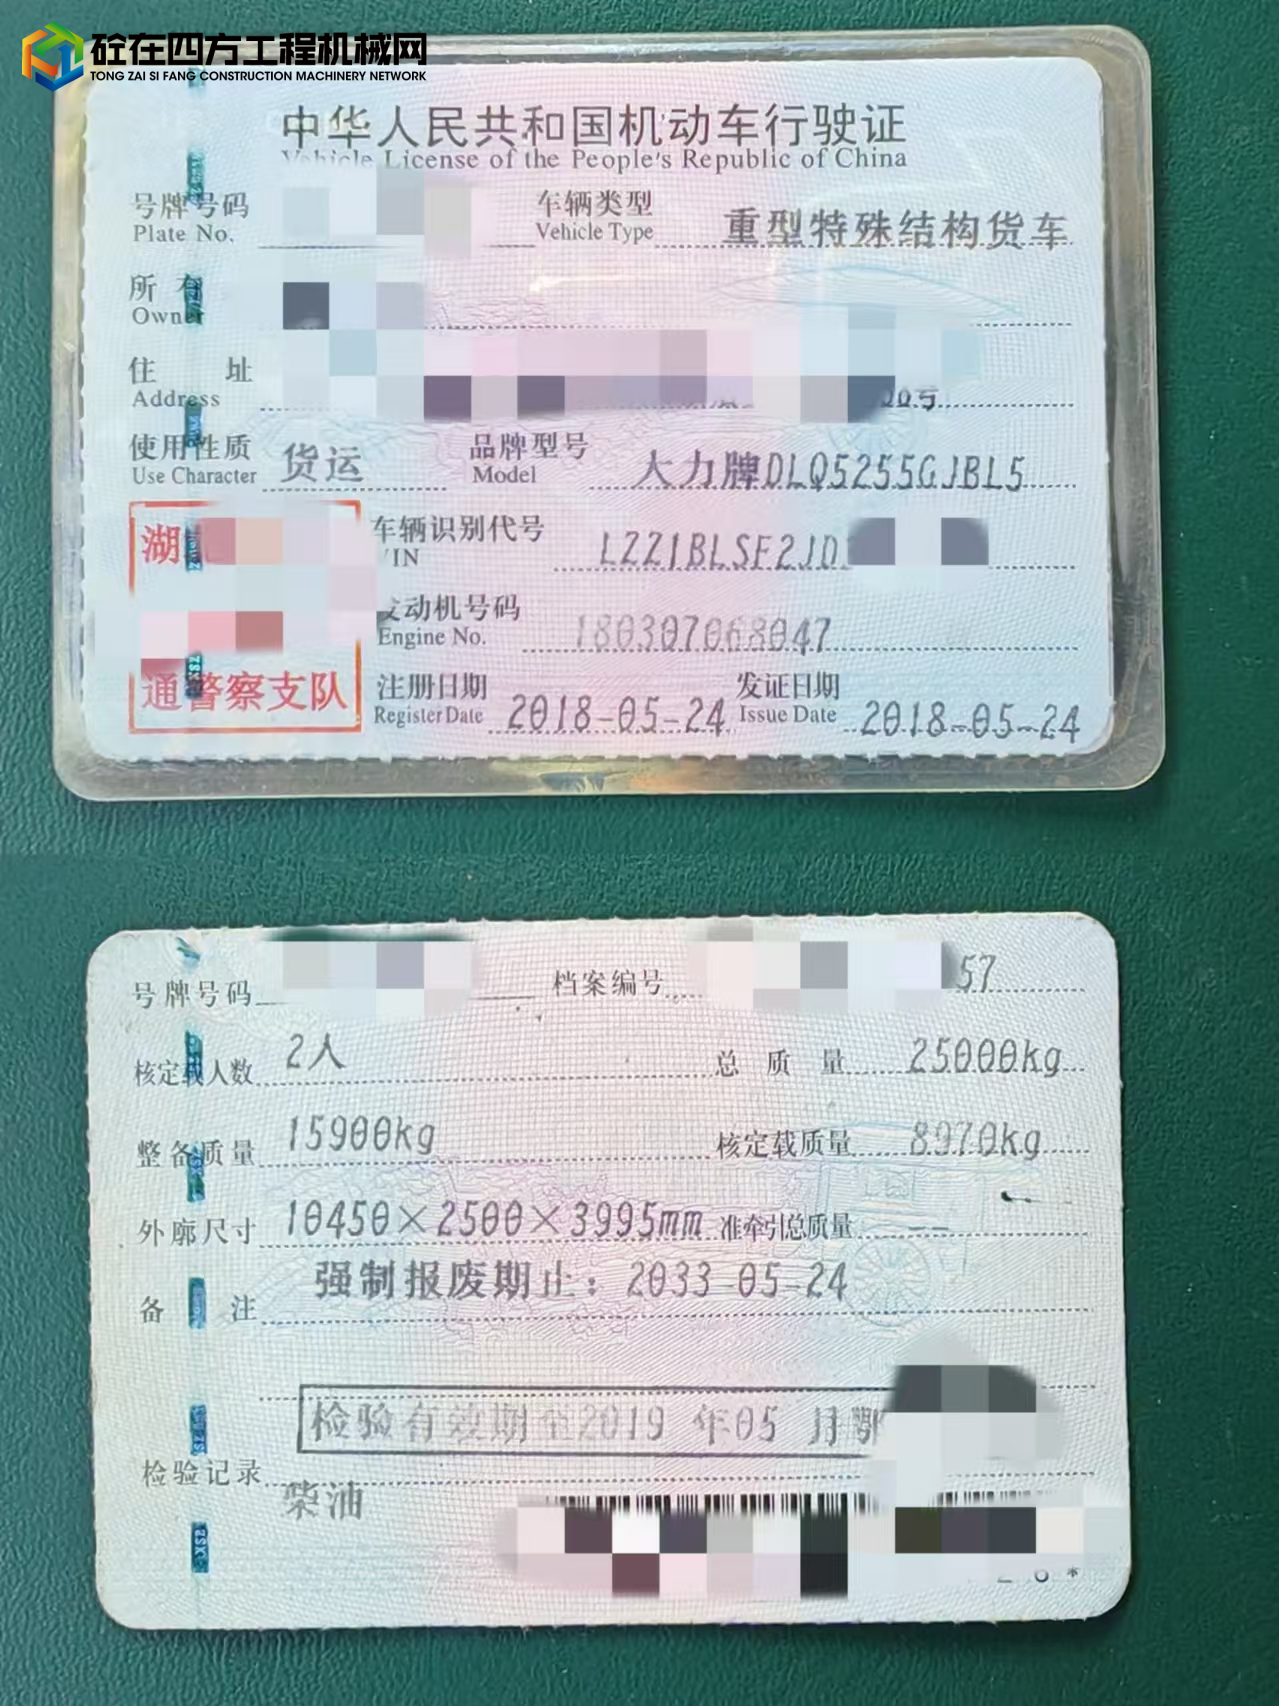 砼在四方工程机械网
TONG ZAI SI FANG CONSTRUCTION MACHINERY NETWORK
中华人民共和国机动车行驶证
Vehicle License of the People's Republic of China
号牌号码 车辆类型 重型特殊结构货车
Plate No. Vehicle Type
所有
Owner
住 址 号
Address
使用性质 货运 品牌型号 大力牌DLQ5255GJBL5
Use Character Model
湖 车辆识别代号 LZZ1BLSF2JD
VIN
发动机号码 180307068047
Engine No.
通警察支队 注册日期 2018-05-24 发证日期 2018-05-24
Register Date Issue Date
号牌号码 档案编号 57
核定载人数 2人 总 质 量 25000kg
整备质量 15900kg 核定载质量 8970kg
外廓尺寸 10450×2500×3995mm 准牵引总质量 --
备 注 强制报废期止：2033-05-24
检验有效期至2019 年05 月鄂
检验记录 柴油